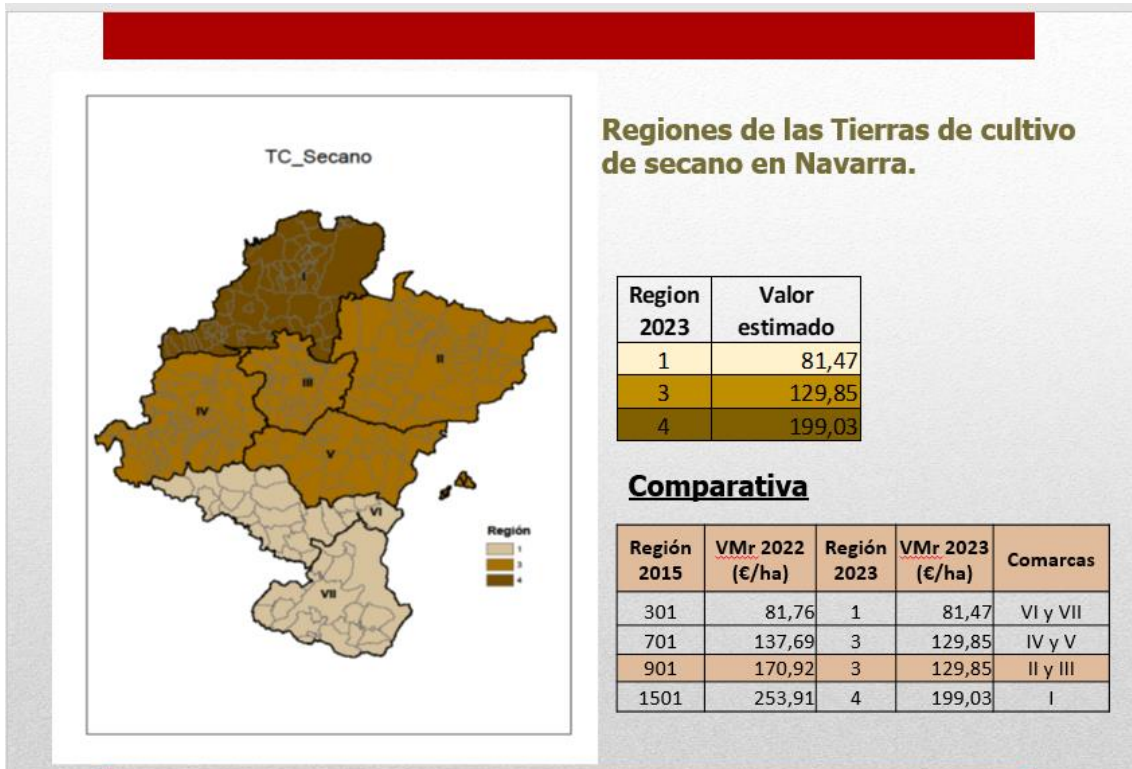 TC_Secano
I
II
III
IV
V
VI
VII
Región
1
3
4
Regiones de las Tierras de cultivo
de secano en Navarra.
Region 2023 Valor estimado
1 81,47
3 129,85
4 199,03
Comparativa
Región 2015 VMr 2022 (€/ha) Región 2023 VMr 2023 (€/ha) Comarcas
301 81,76 1 81,47 VI y VII
701 137,69 3 129,85 IV y V
901 170,92 3 129,85 II y III
1501 253,91 4 199,03 I